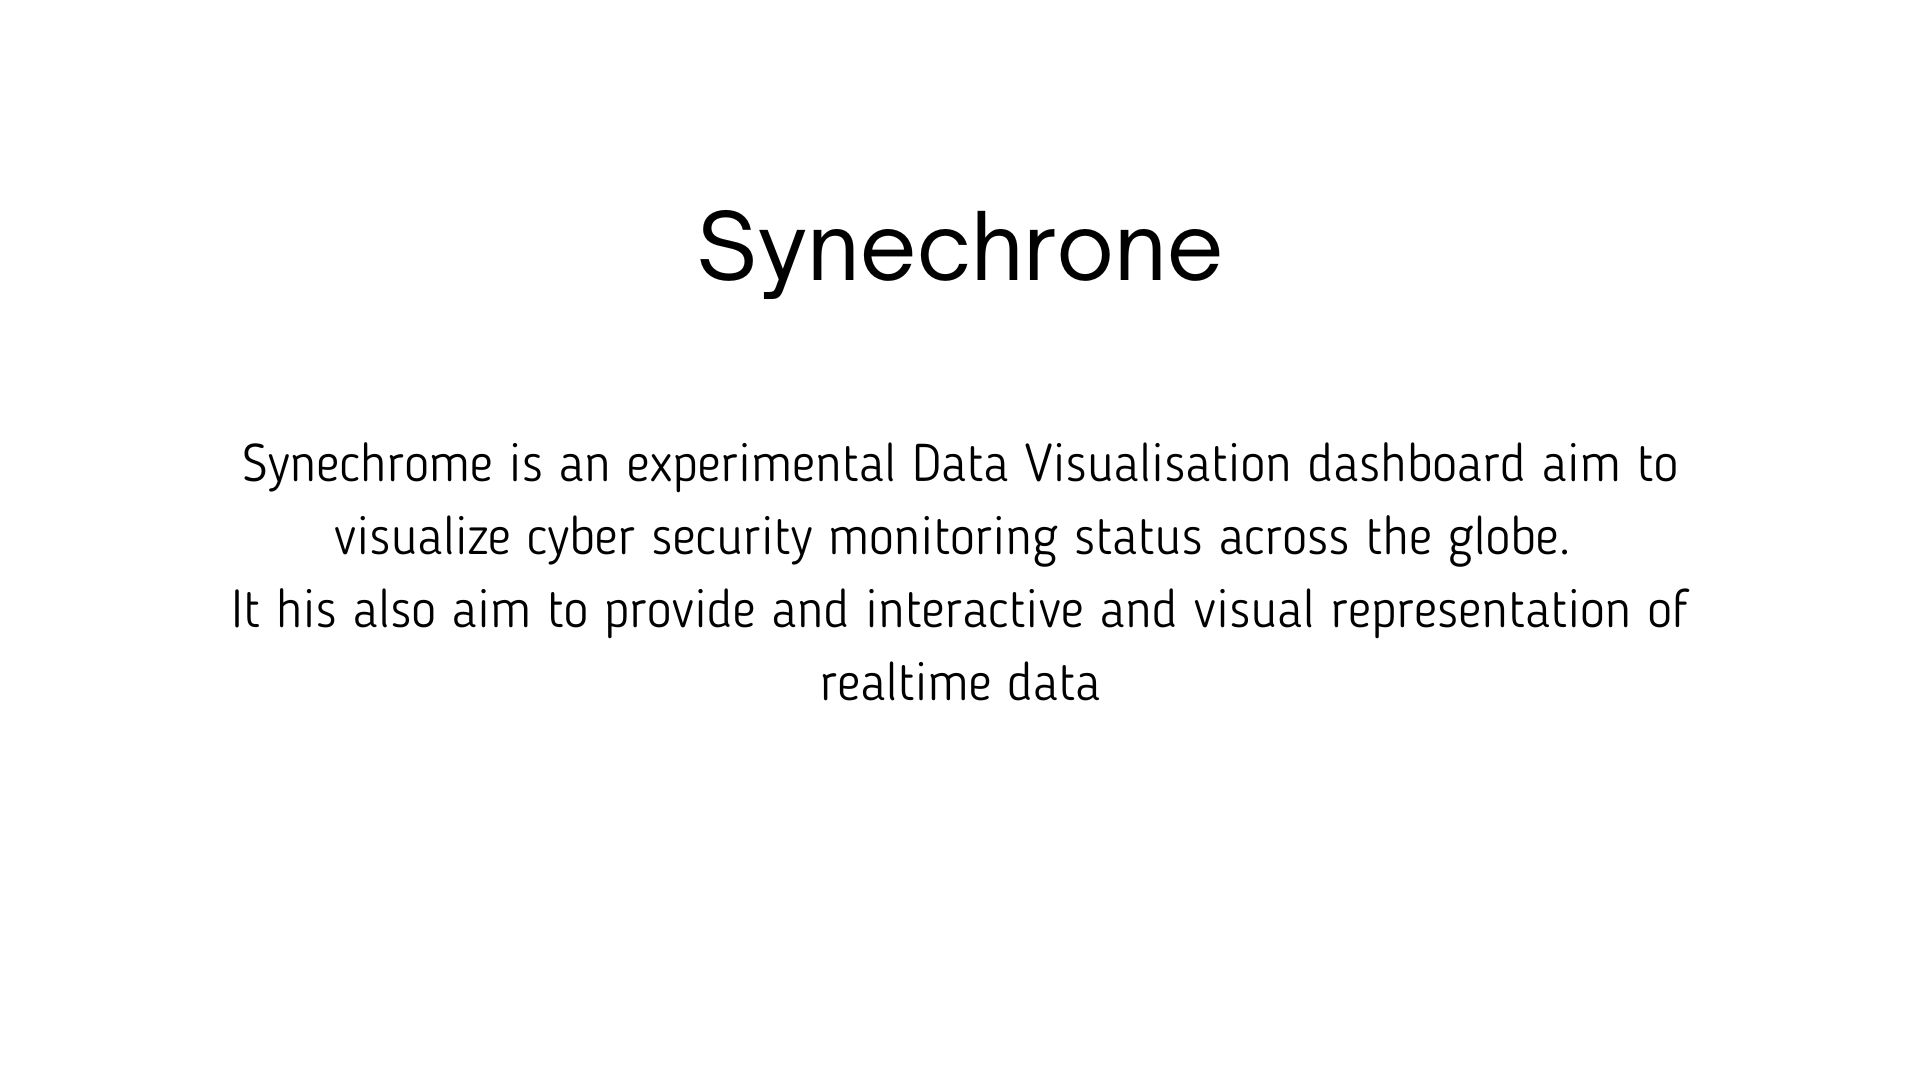 Synechrone
Synechrome is an experimental Data Visualisation dashboard aim to
visualize cyber security monitoring status across the globe.
It his also aim to provide and interactive and visual representation of
realtime data